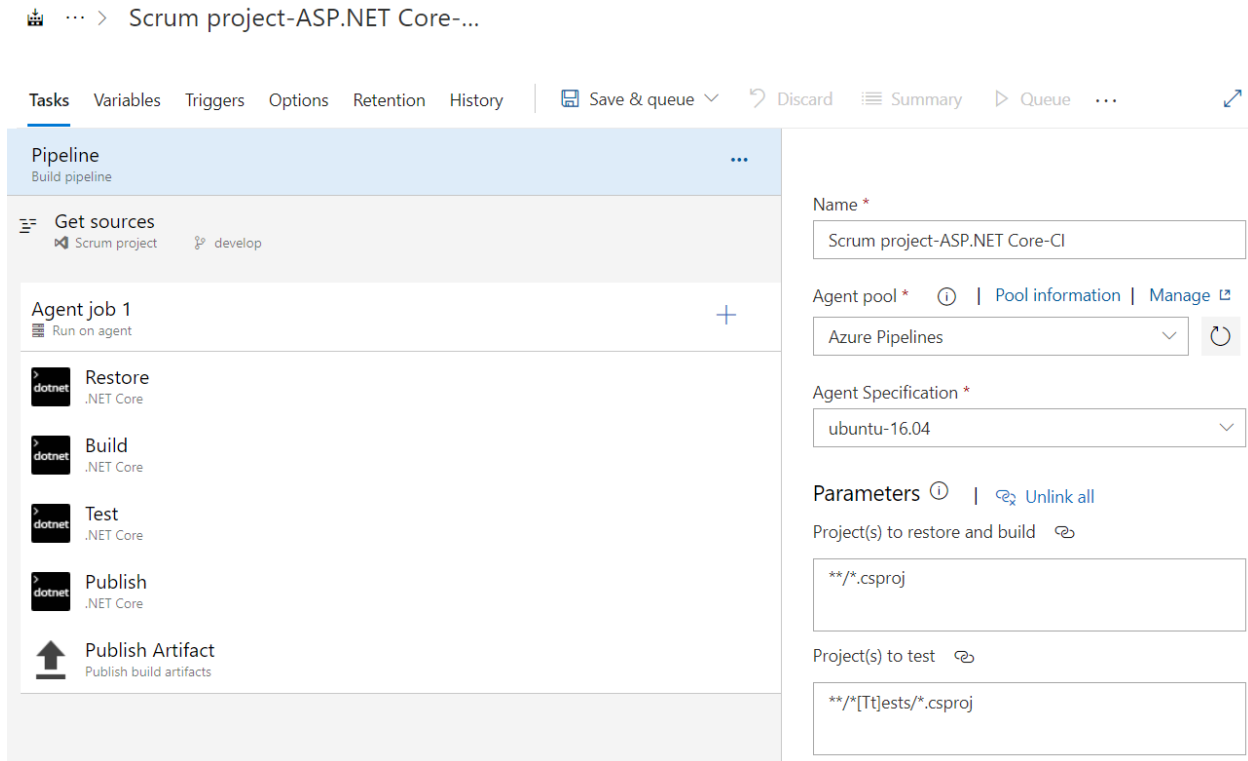 ··· > Scrum project-ASP.NET Core-...
Tasks Variables Triggers Options Retention History Save & queue Discard Summary Queue ...
Pipeline
Build pipeline
...
Get sources
Scrum project develop
Agent job 1
Run on agent
>
dotnet
Restore
.NET Core
>
dotnet
Build
.NET Core
>
dotnet
Test
.NET Core
>
dotnet
Publish
.NET Core
Publish Artifact
Publish build artifacts
Name *
Scrum project-ASP.NET Core-CI
Agent pool * | Pool information | Manage
Azure Pipelines
Agent Specification *
ubuntu-16.04
Parameters | Unlink all
Project(s) to restore and build
**/*.csproj
Project(s) to test
**/*[Tt]ests/*.csproj